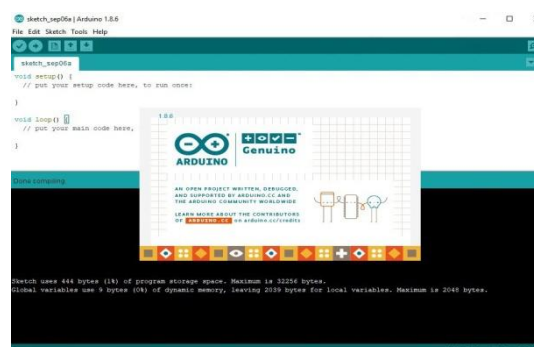 sketch_sep06a | Arduino 1.8.6
File Edit Sketch Tools Help
sketch_sep06a
void setup() {
// put your setup code here, to run once:
}
void loop() {
// put your main code here,
}
1.8.6
ARDUINO
Genuino
AN OPEN PROJECT WRITTEN, DEBUGGED,
AND SUPPORTED BY ARDUINO.CC AND
THE ARDUINO COMMUNITY WORLDWIDE
LEARN MORE ABOUT THE CONTRIBUTORS
OF ARDUINO.CC on arduino.cc/credits
Done compiling
Sketch uses 444 bytes (1%) of program storage space. Maximum is 32256 bytes.
Global variables use 9 bytes (0%) of dynamic memory, leaving 2039 bytes for local variables. Maximum is 2048 bytes.